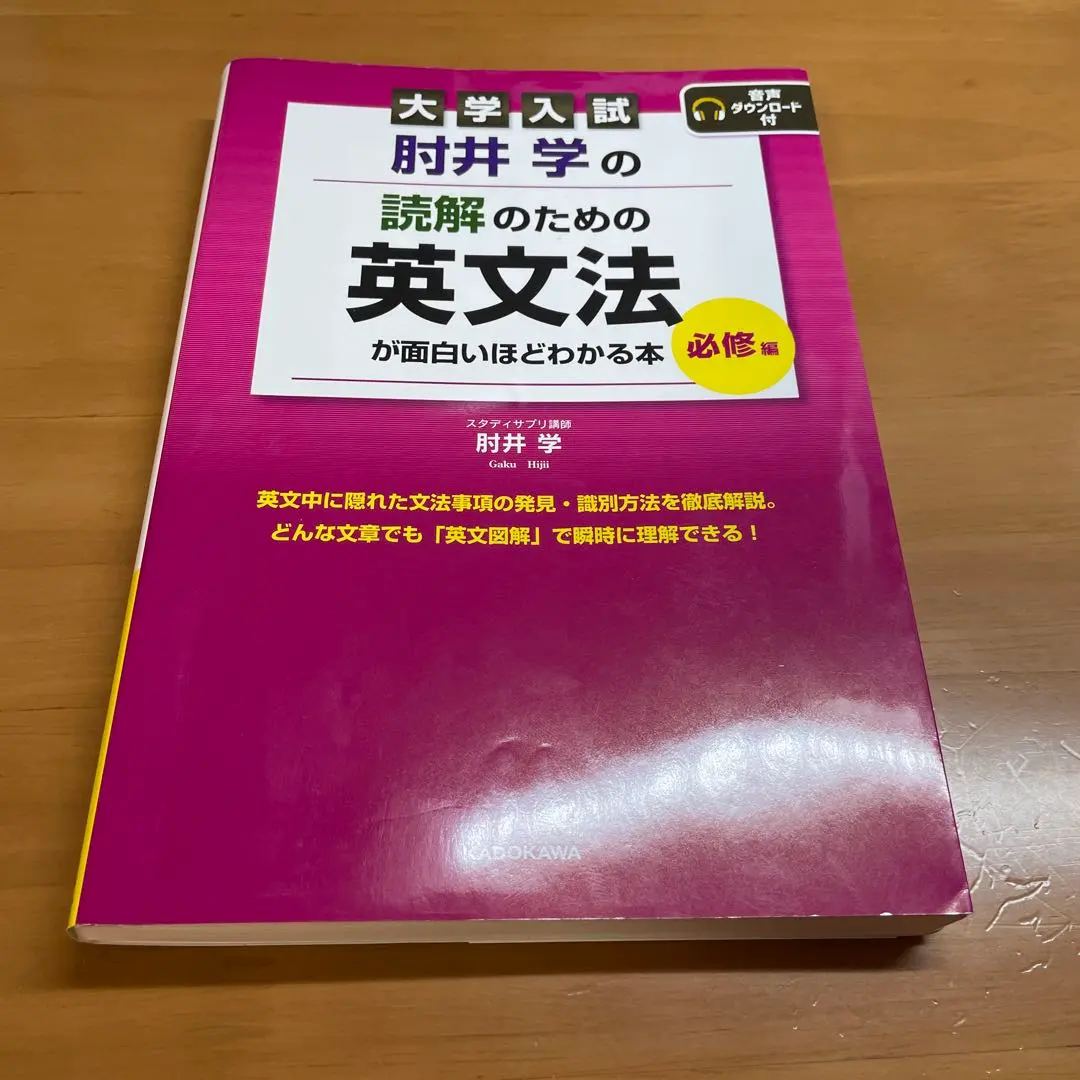 大学入試
音声
ダウンロード
付
肘井 学の
読解のための
英文法
が面白いほどわかる本
必修編
スタディサプリ講師
肘井 学
Gaku Hijii
英文中に隠れた文法事項の発見・識別方法を徹底解説。
どんな文章でも「英文図解」で瞬時に理解できる！
KADOKAWA